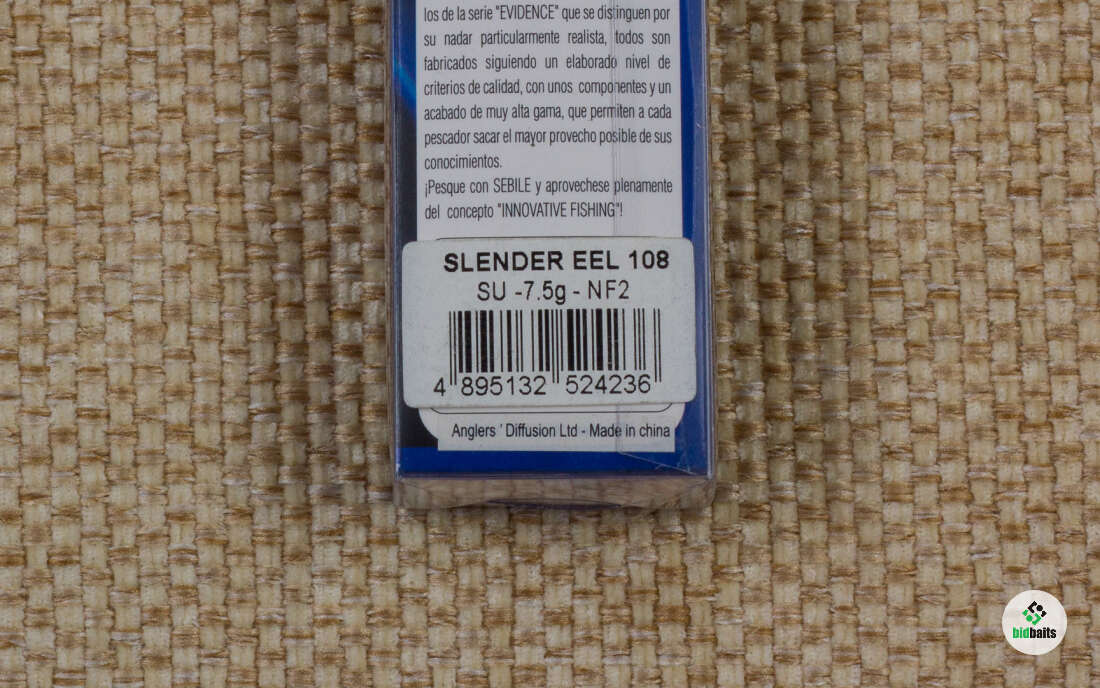 los de la serie "EVIDENCE" que se distinguen por
su nadar particularmente realista, todos son
fabricados siguiendo un elaborado nivel de
criterios de calidad, con unos componentes y un
acabado de muy alta gama, que permiten a cada
pescador sacar el mayor provecho posible de sus
conocimientos.
¡Pesque con SEBILE y aprovechese plenamente
del concepto "INNOVATIVE FISHING"!
SLENDER EEL 108
SU -7.5g - NF2
4 895132 524236
Anglers ' Diffusion Ltd - Made in china
bidbaits